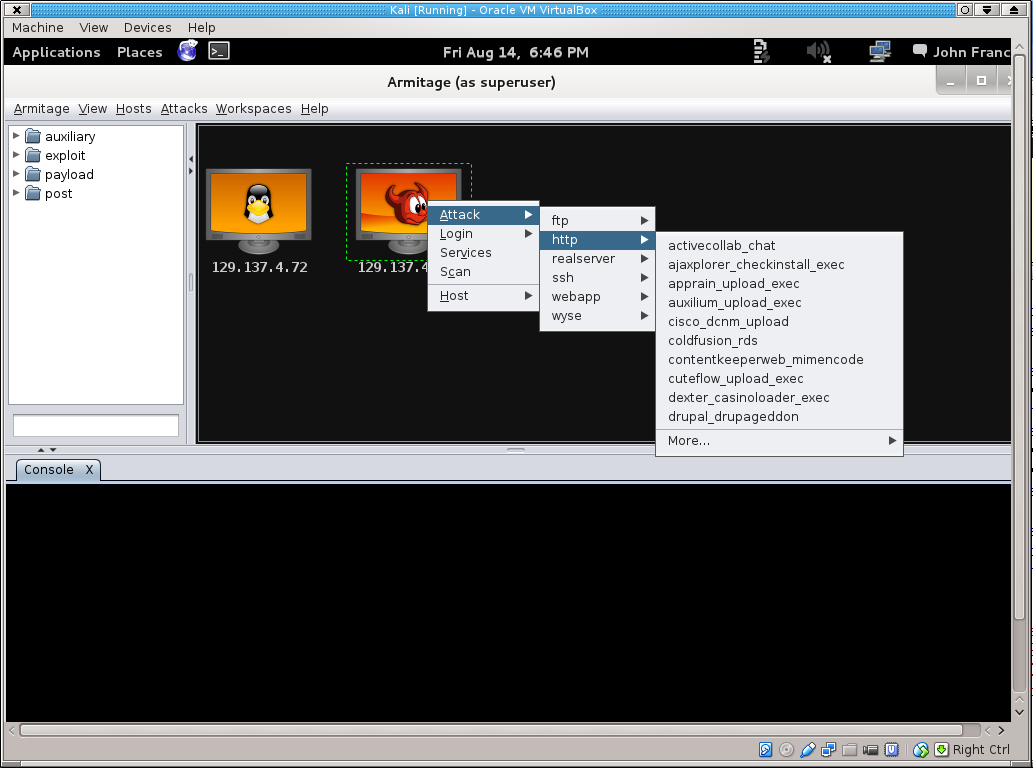 Kali [Running] - Oracle VM VirtualBox
Machine View Devices Help
Applications Places Fri Aug 14, 6:46 PM John Franc
Armitage (as superuser)
Armitage View Hosts Attacks Workspaces Help
auxiliary
exploit
payload
post
129.137.4.72
129.137.4
Attack
Login
Services
Scan
Host
ftp
http
realserver
ssh
webapp
wyse
activecollab_chat
ajaxplorer_checkinstall_exec
apprain_upload_exec
auxilium_upload_exec
cisco_dcnm_upload
coldfusion_rds
contentkeeperweb_mimencode
cuteflow_upload_exec
dexter_casinoloader_exec
drupal_drupageddon
More...
Console X
Right Ctrl